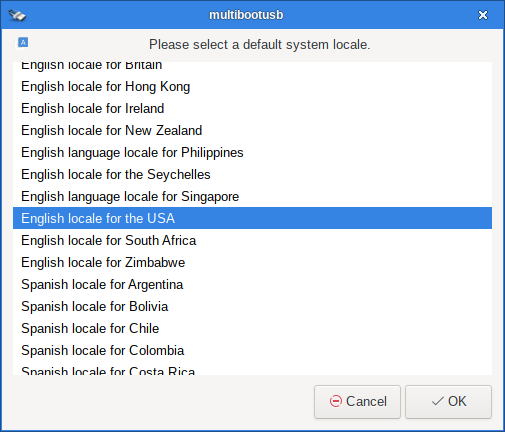 multibootusb
A
Please select a default system locale.
English locale for Britain
English locale for Hong Kong
English locale for Ireland
English locale for New Zealand
English language locale for Philippines
English locale for the Seychelles
English language locale for Singapore
English locale for the USA
English locale for South Africa
English locale for Zimbabwe
Spanish locale for Argentina
Spanish locale for Bolivia
Spanish locale for Chile
Spanish locale for Colombia
Spanish locale for Costa Rica
Cancel
OK